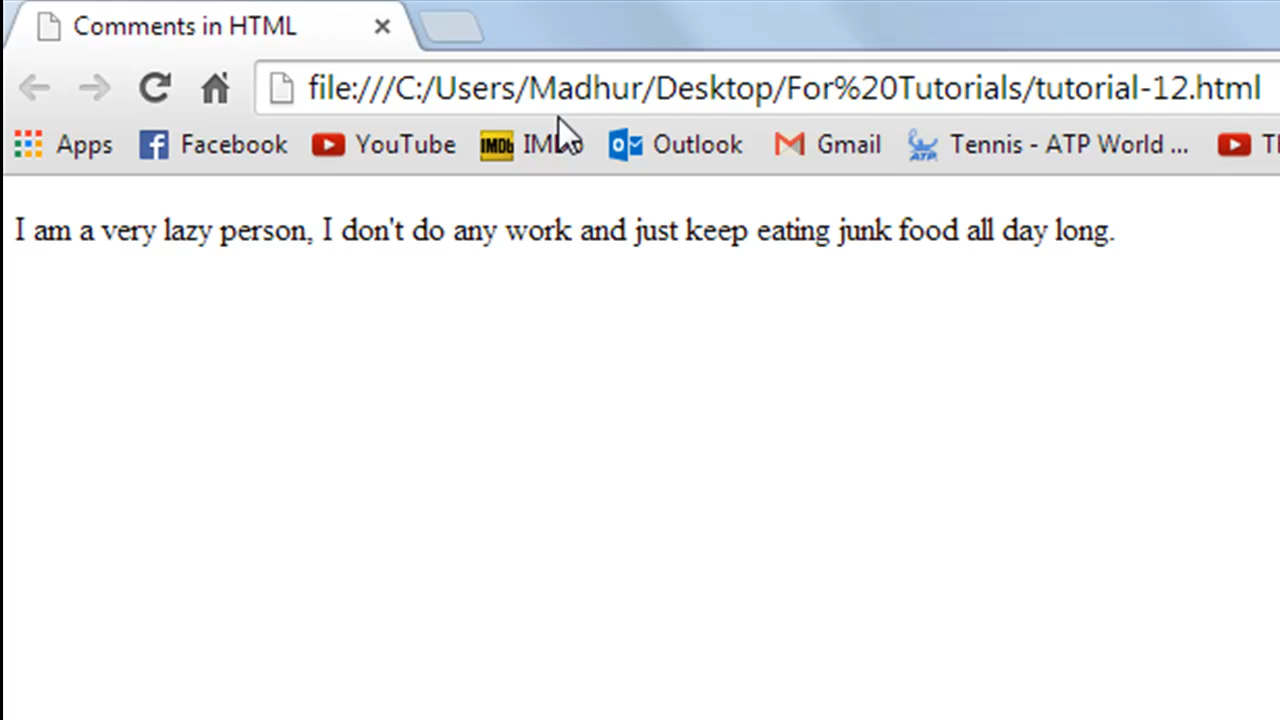 Comments in HTML
file:///C:/Users/Madhur/Desktop/For%20Tutorials/tutorial-12.html
Apps Facebook YouTube IMDb Outlook Gmail Tennis - ATP World ...
I am a very lazy person, I don't do any work and just keep eating junk food all day long.